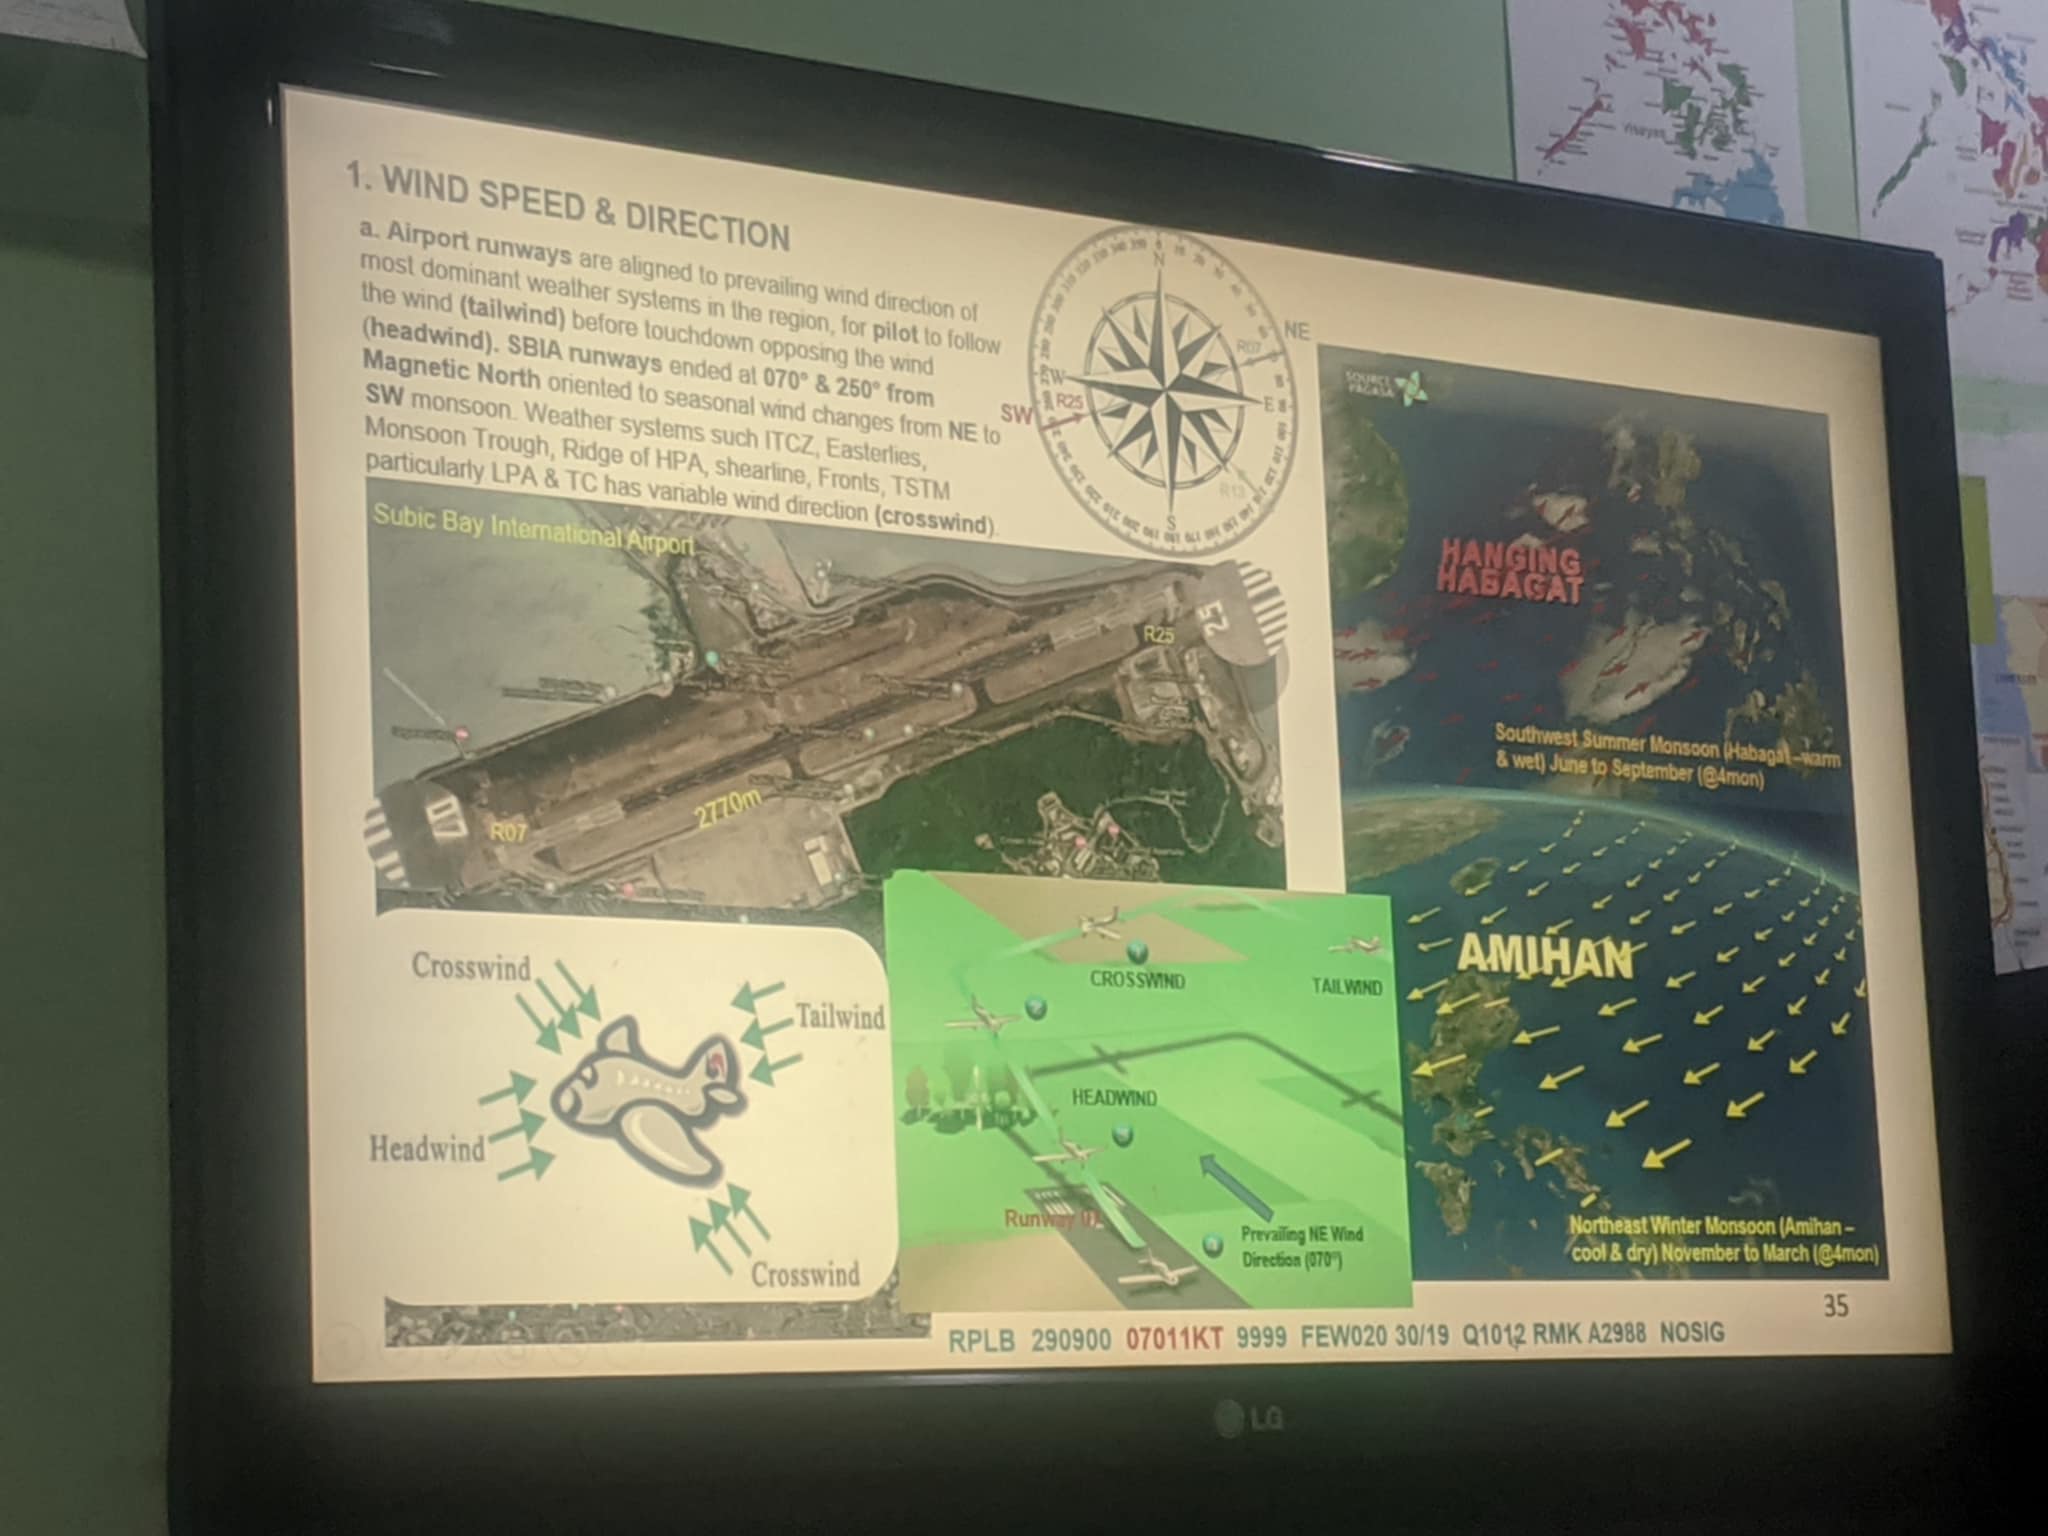 1. WIND SPEED & DIRECTION
a. Airport runways are aligned to prevailing wind direction of
most dominant weather systems in the region, for pilot to follow
the wind (tailwind) before touchdown opposing the wind
(headwind). SBIA runways ended at 070° & 250° from
Magnetic North oriented to seasonal wind changes from NE to
SW monsoon. Weather systems such ITCZ, Easterlies,
Monsoon Trough, Ridge of HPA, shearline, Fronts, TSTM
particularly LPA & TC has variable wind direction (crosswind).
N
NE
R07
E
W
SW
R25
R13
S
SOURCE:
PAGASA
HANGING
HABAGAT
Southwest Summer Monsoon (Habagat –warm
& wet) June to September (@4mon)
AMIHAN
Northeast Winter Monsoon (Amihan –
cool & dry) November to March (@4mon)
Subic Bay International Airport
25
R25
2770m
07
R07
Crosswind
Tailwind
Headwind
Crosswind
CROSSWIND
TAILWIND
2
HEADWIND
3
Runway
Prevailing NE Wind
Direction (070°)
35
RPLB 290900 07011KT 9999 FEW020 30/19 Q1012 RMK A2988 NOSIG
LG
Visayas